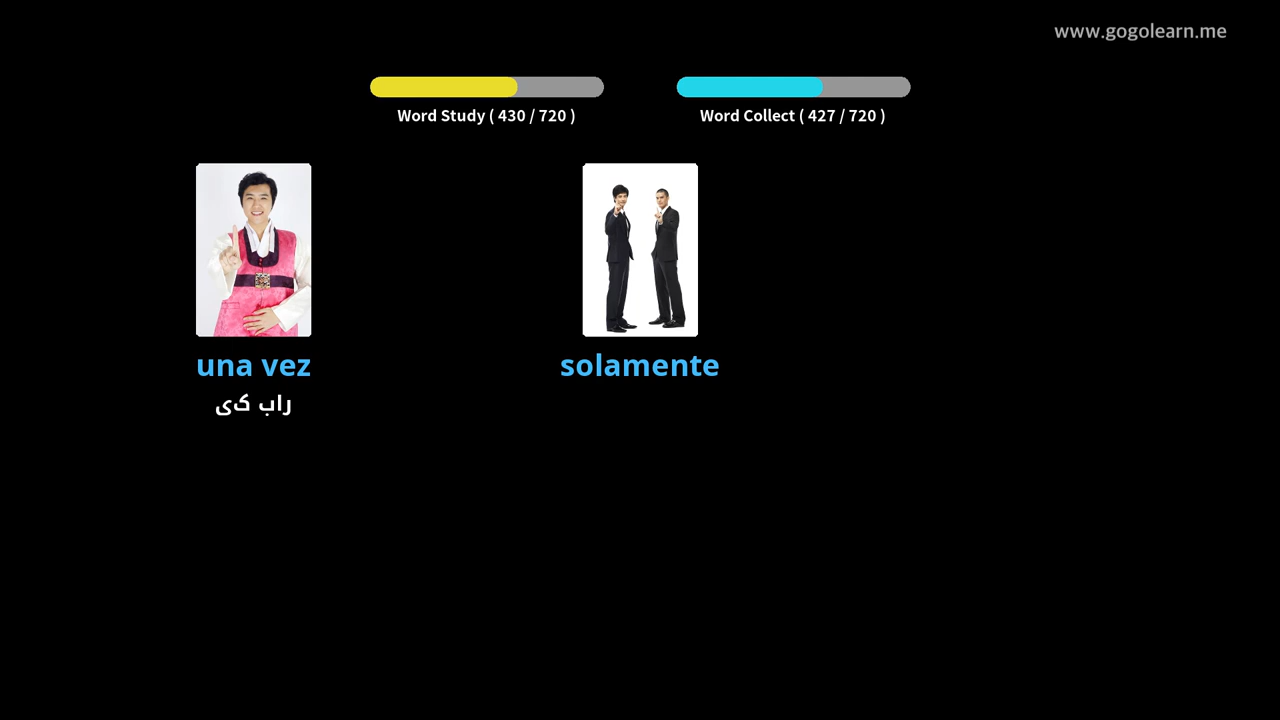 www.gogolearn.me
Word Study ( 430 / 720 )
Word Collect ( 427 / 720 )
una vez
راب کی
solamente